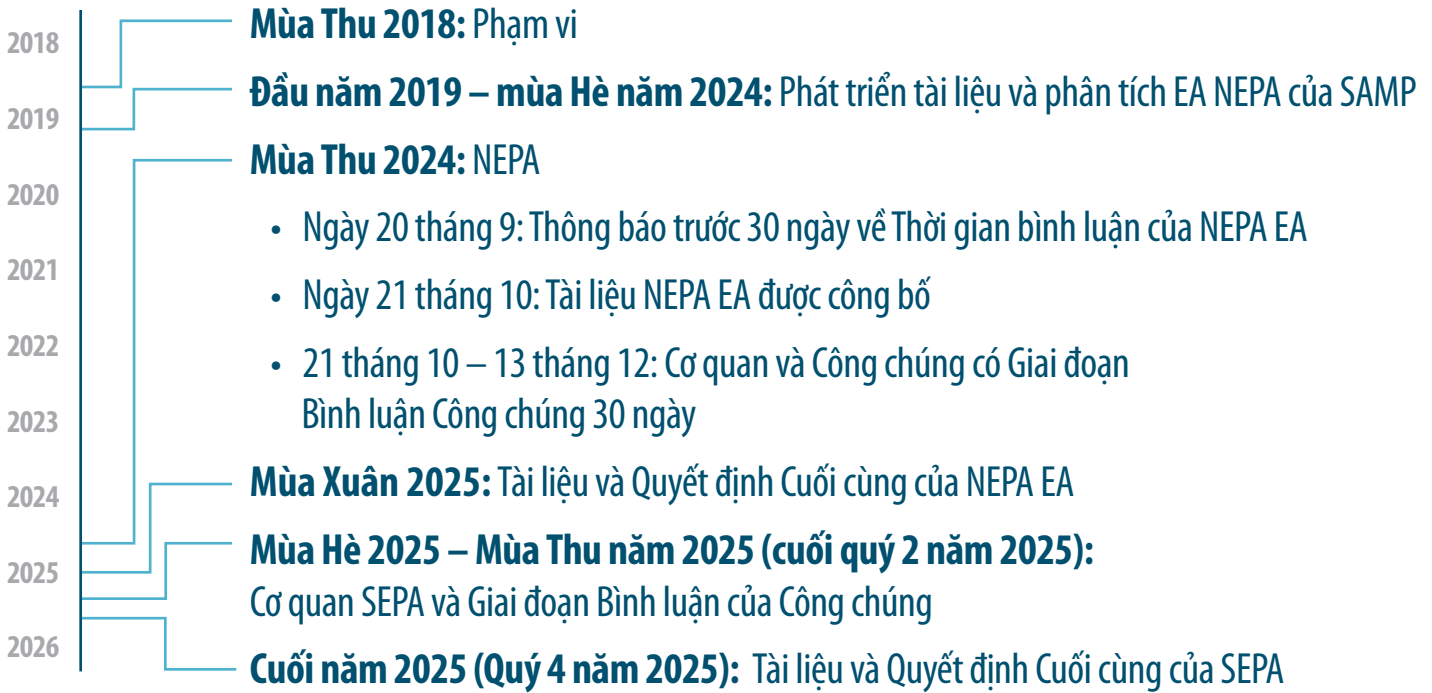 2018
2019
2020
2021
2022
2023
2024
2025
2026
Mùa Thu 2018: Phạm vi
Đầu năm 2019 – mùa Hè năm 2024: Phát triển tài liệu và phân tích EA NEPA của SAMP
Mùa Thu 2024: NEPA
• Ngày 20 tháng 9: Thông báo trước 30 ngày về Thời gian bình luận của NEPA EA
• Ngày 21 tháng 10: Tài liệu NEPA EA được công bố
• 21 tháng 10 – 13 tháng 12: Cơ quan và Công chúng có Giai đoạn
Bình luận Công chúng 30 ngày
Mùa Xuân 2025: Tài liệu và Quyết định Cuối cùng của NEPA EA
Mùa Hè 2025 – Mùa Thu năm 2025 (cuối quý 2 năm 2025):
Cơ quan SEPA và Giai đoạn Bình luận của Công chúng
Cuối năm 2025 (Quý 4 năm 2025): Tài liệu và Quyết định Cuối cùng của SEPA